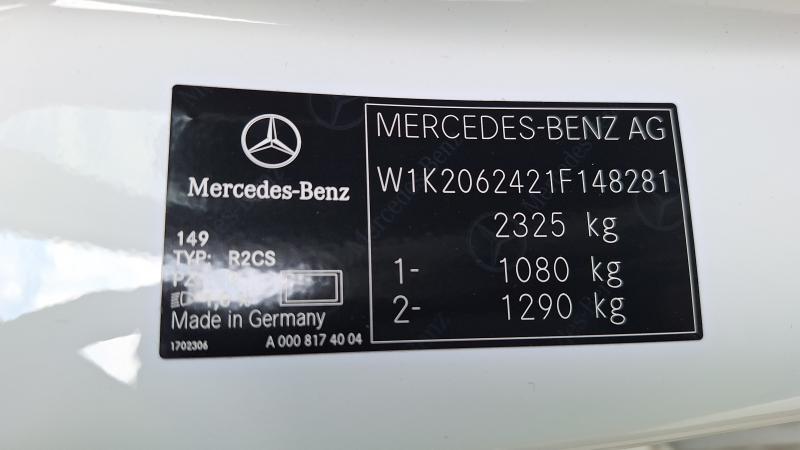 Mercedes-Benz
149
TYP: R2CS
Made in Germany
1702306
A 000 817 40 04
MERCEDES-BENZ AG
W1K2062421F148281
2325 kg
1- 1080 kg
2- 1290 kg